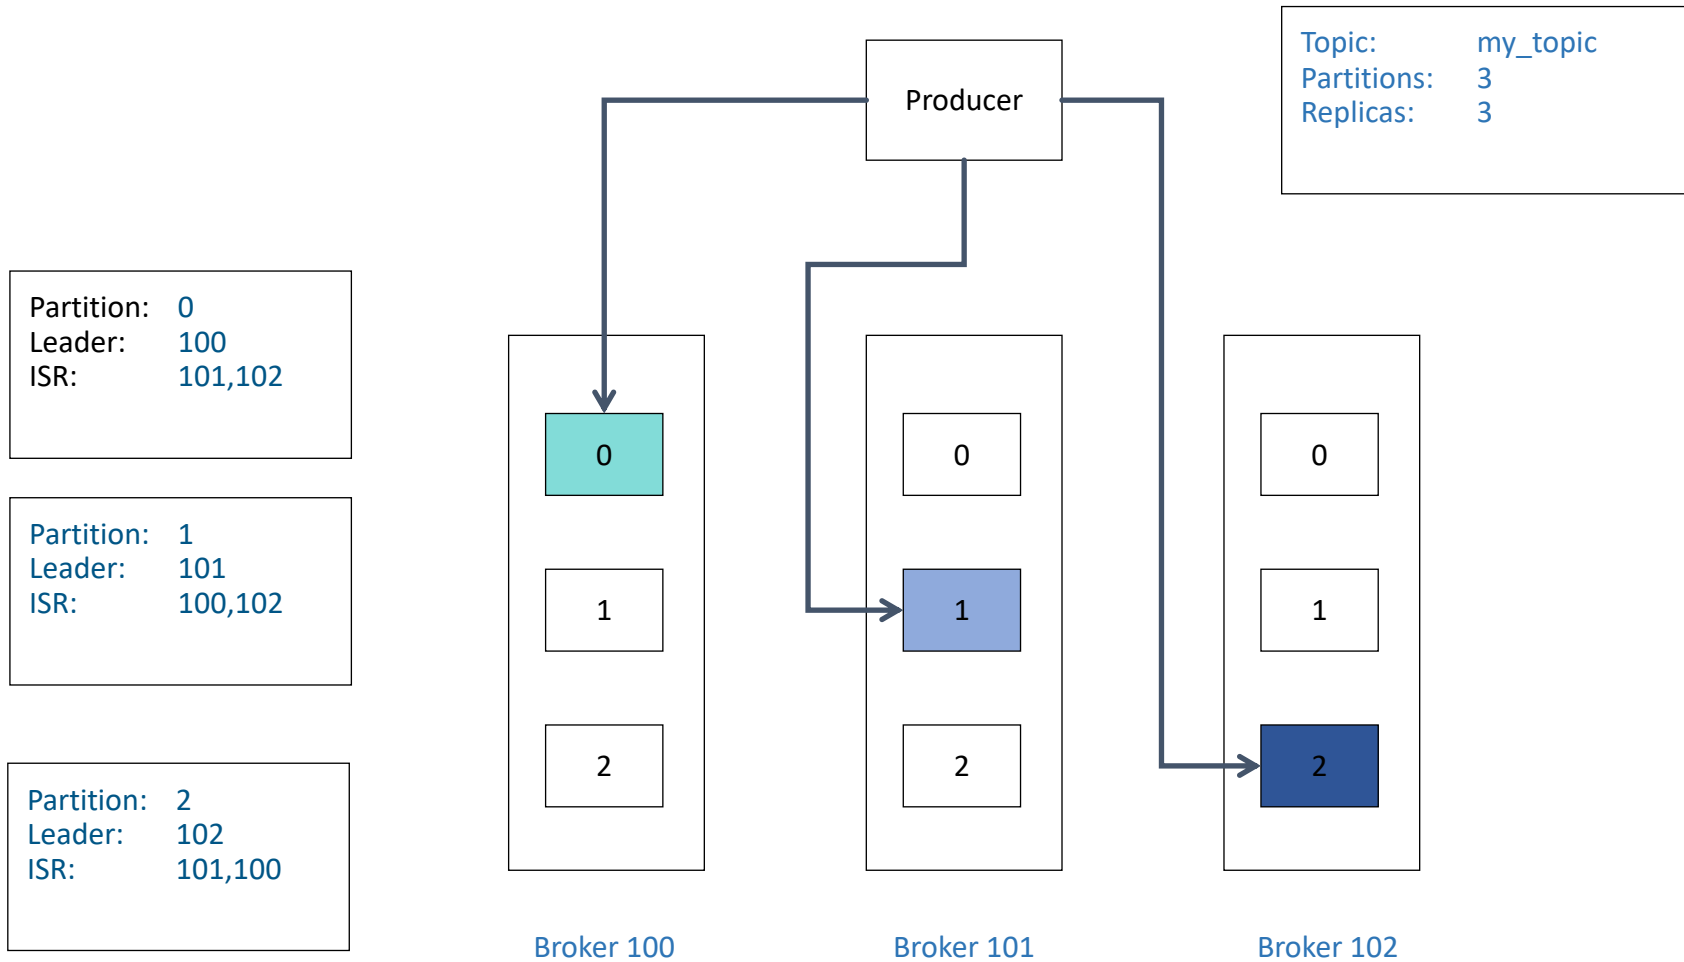 Producer
Topic: my_topic
Partitions: 3
Replicas: 3
Partition: 0
Leader: 100
ISR: 101,102
Partition: 1
Leader: 101
ISR: 100,102
Partition: 2
Leader: 102
ISR: 101,100
0
1
2
Broker 100
0
1
2
Broker 101
0
1
2
Broker 102